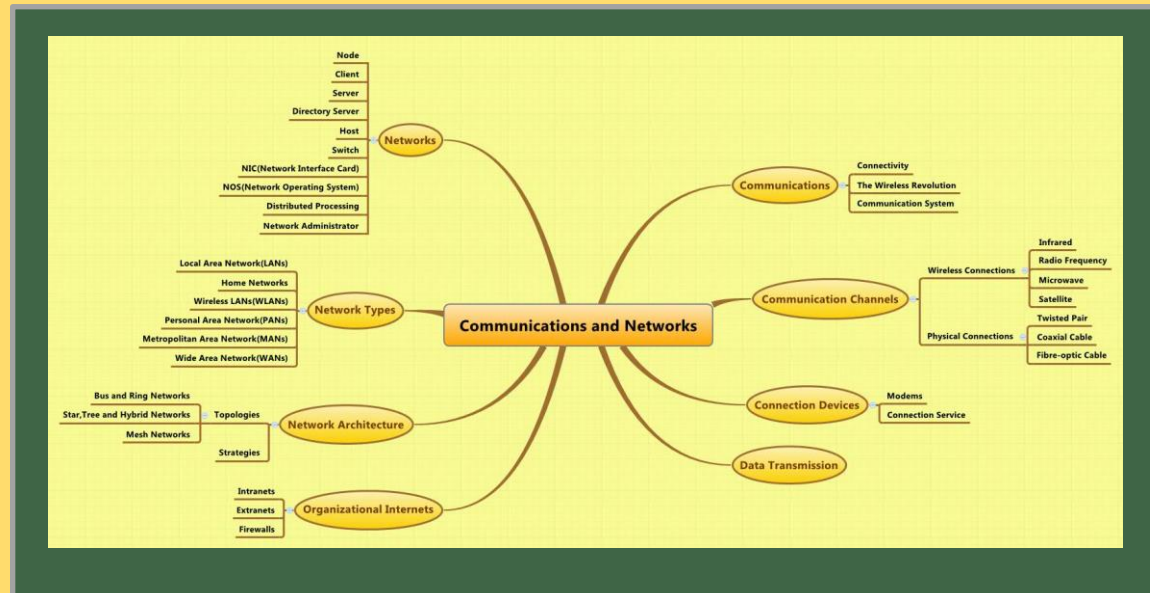 Communications and Networks
Networks
Node
Client
Server
Directory Server
Host
Switch
NIC(Network Interface Card)
NOS(Network Operating System)
Distributed Processing
Network Administrator
Network Types
Local Area Network(LANs)
Home Networks
Wireless LANs(WLANs)
Personal Area Network(PANs)
Metropolitan Area Network(MANs)
Wide Area Network(WANs)
Network Architecture
Topologies
Bus and Ring Networks
Star,Tree and Hybrid Networks
Mesh Networks
Strategies
Organizational Internets
Intranets
Extranets
Firewalls
Communications
Connectivity
The Wireless Revolution
Communication System
Communication Channels
Wireless Connections
Infrared
Radio Frequency
Microwave
Satellite
Physical Connections
Twisted Pair
Coaxial Cable
Fibre-optic Cable
Connection Devices
Modems
Connection Service
Data Transmission